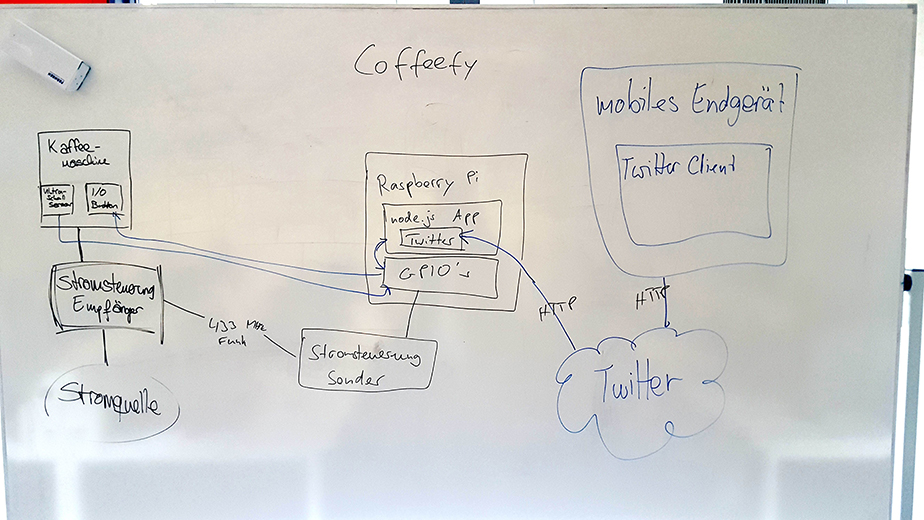 Coffeefy
mobiles Endgerät
Twitter Client
Kaffee-
maschine
Ultra-
Schall
Sensor
I/O
Button
Raspberry Pi
node.js App
Twitter
GPIO's
Stromsteuerung
Empfänger
433 MHz
Funk
Stromsteuerung
Sender
HTTP
HTTP
Twitter
Stromquelle